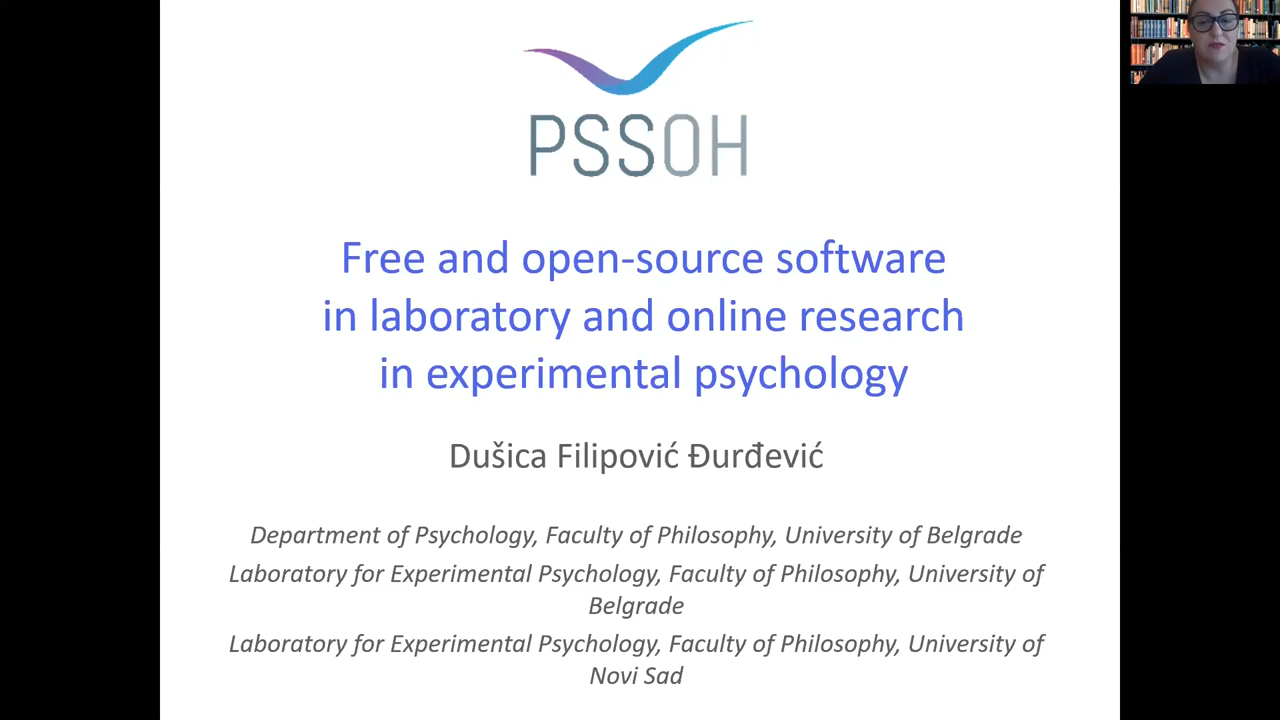 PSSOH
Free and open-source software
in laboratory and online research
in experimental psychology
Dušica Filipović Đurđević
Department of Psychology, Faculty of Philosophy, University of Belgrade
Laboratory for Experimental Psychology, Faculty of Philosophy, University of
Belgrade
Laboratory for Experimental Psychology, Faculty of Philosophy, University of
Novi Sad